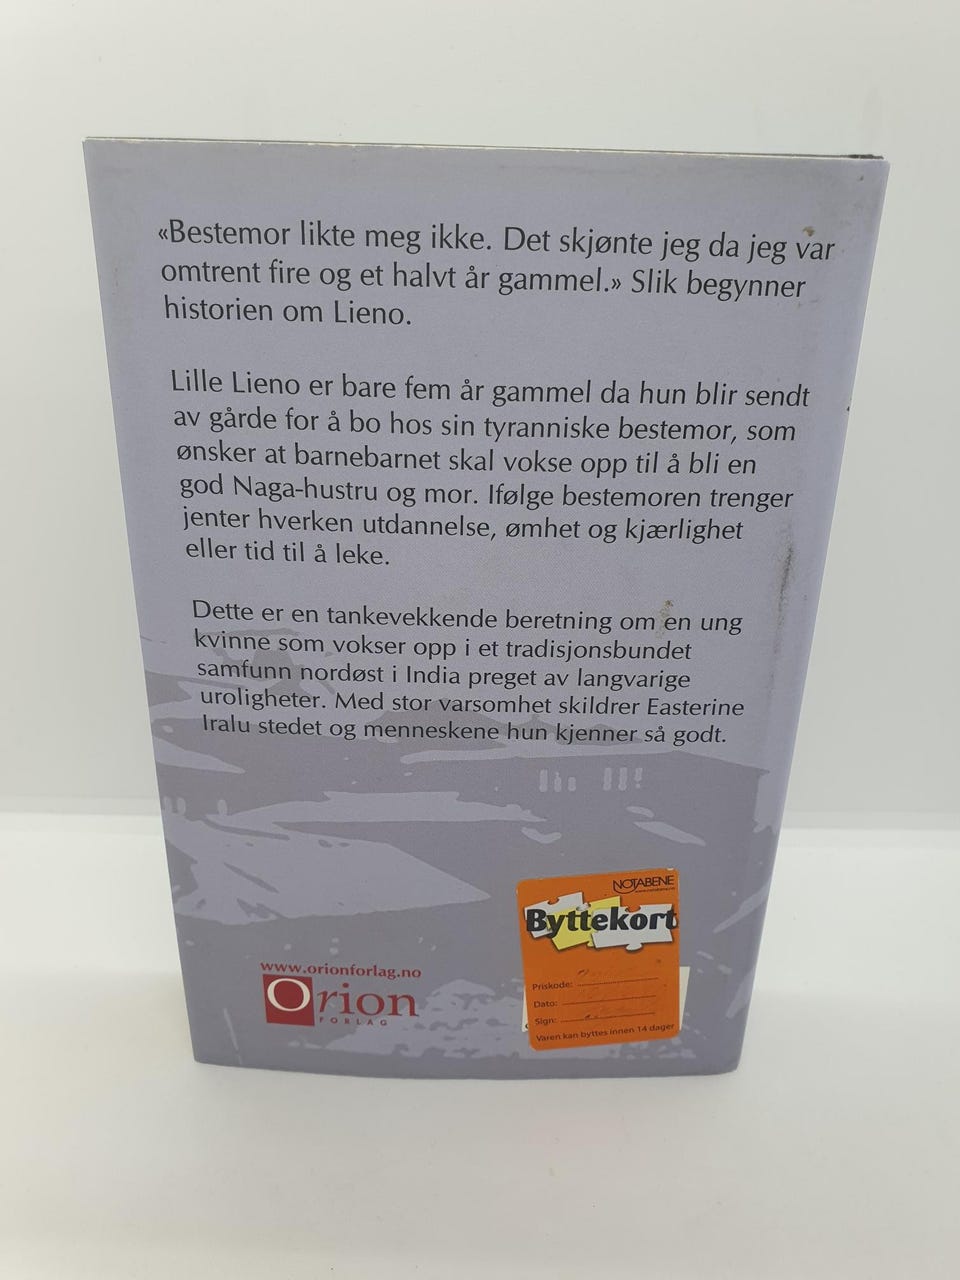 «Bestemor likte meg ikke. Det skjønte jeg da jeg var
omtrent fire og et halvt år gammel.» Slik begynner
historien om Lieno.
Lille Lieno er bare fem år gammel da hun blir sendt
av gårde for å bo hos sin tyranniske bestemor, som
ønsker at barnebarnet skal vokse opp til å bli en
god Naga-hustru og mor. Ifølge bestemoren trenger
jenter hverken utdannelse, ømhet og kjærlighet
eller tid til å leke.
Dette er en tankevekkende beretning om en ung
kvinne som vokser opp i et tradisjonsbundet
samfunn nordøst i India preget av langvarige
uroligheter. Med stor varsomhet skildrer Easterine
Iralu stedet og menneskene hun kjenner så godt.
www.orionforlag.no
Orion
FORLAG
NOTABENE
www.notabene.no
Byttekort
Priskode:
Dato:
Sign:
Varen kan byttes innen 14 dager